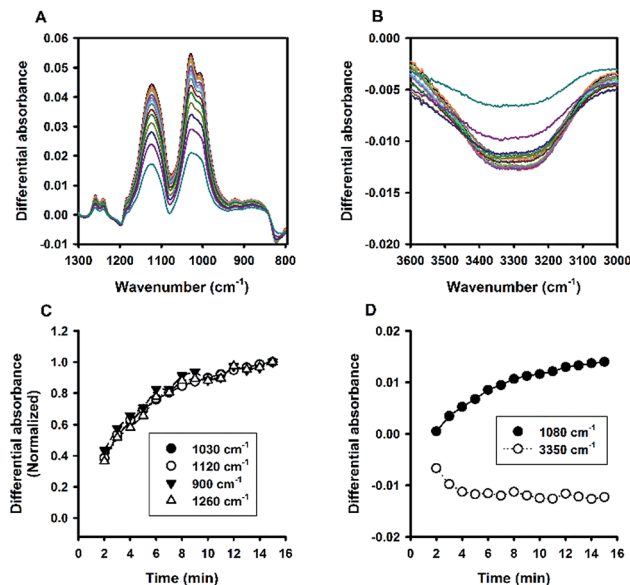 A
Differential absorbance
0.06
0.05
0.04
0.03
0.02
0.01
0.00
-0.01
1300 1200 1100 1000 900 800
Wavenumber (cm-1)
B
Differential absorbance
0.000
-0.005
-0.010
-0.015
-0.020
3600 3500 3400 3300 3200 3100 3000
Wavenumber (cm-1)
C
Differential absorbance
(Normalized)
1.2
1.0
0.8
0.6
0.4
0.2
0.0
1030 cm-1
1120 cm-1
900 cm-1
1260 cm-1
0 2 4 6 8 10 12 14 16
Time (min)
D
Differential absorbance
0.02
0.01
0.00
-0.01
-0.02
1080 cm-1
3350 cm-1
0 2 4 6 8 10 12 14 16
Time (min)